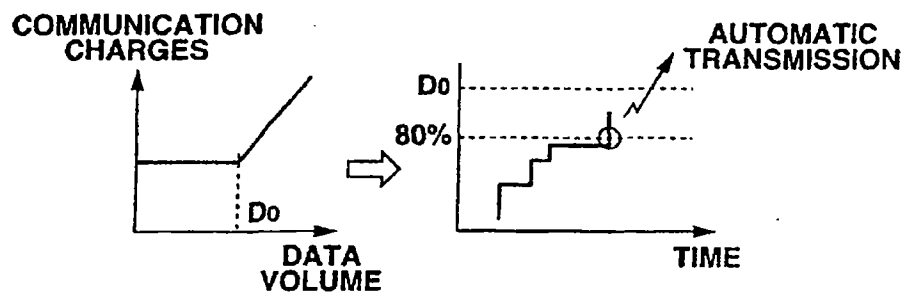 COMMUNICATION
CHARGES
D0
DATA
VOLUME
D0
80%
AUTOMATIC
TRANSMISSION
TIME